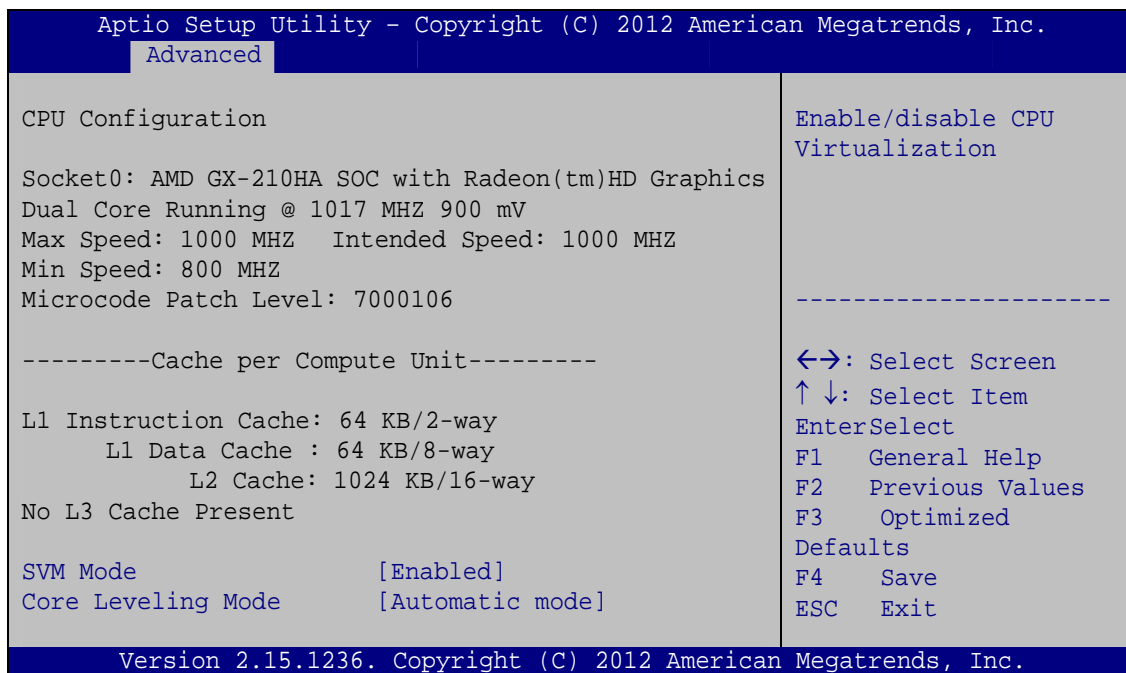 Aptio Setup Utility – Copyright (C) 2012 American Megatrends, Inc.
Advanced
CPU Configuration
Socket0: AMD GX-210HA SOC with Radeon(tm)HD Graphics
Dual Core Running @ 1017 MHZ 900 mV
Max Speed: 1000 MHZ Intended Speed: 1000 MHZ
Min Speed: 800 MHZ
Microcode Patch Level: 7000106
---------Cache per Compute Unit---------
L1 Instruction Cache: 64 KB/2-way
L1 Data Cache : 64 KB/8-way
L2 Cache: 1024 KB/16-way
No L3 Cache Present
SVM Mode [Enabled]
Core Leveling Mode [Automatic mode]
Enable/disable CPU
Virtualization
----------------------
←→: Select Screen
↑ ↓: Select Item
EnterSelect
F1 General Help
F2 Previous Values
F3 Optimized
Defaults
F4 Save
ESC Exit
Version 2.15.1236. Copyright (C) 2012 American Megatrends, Inc.